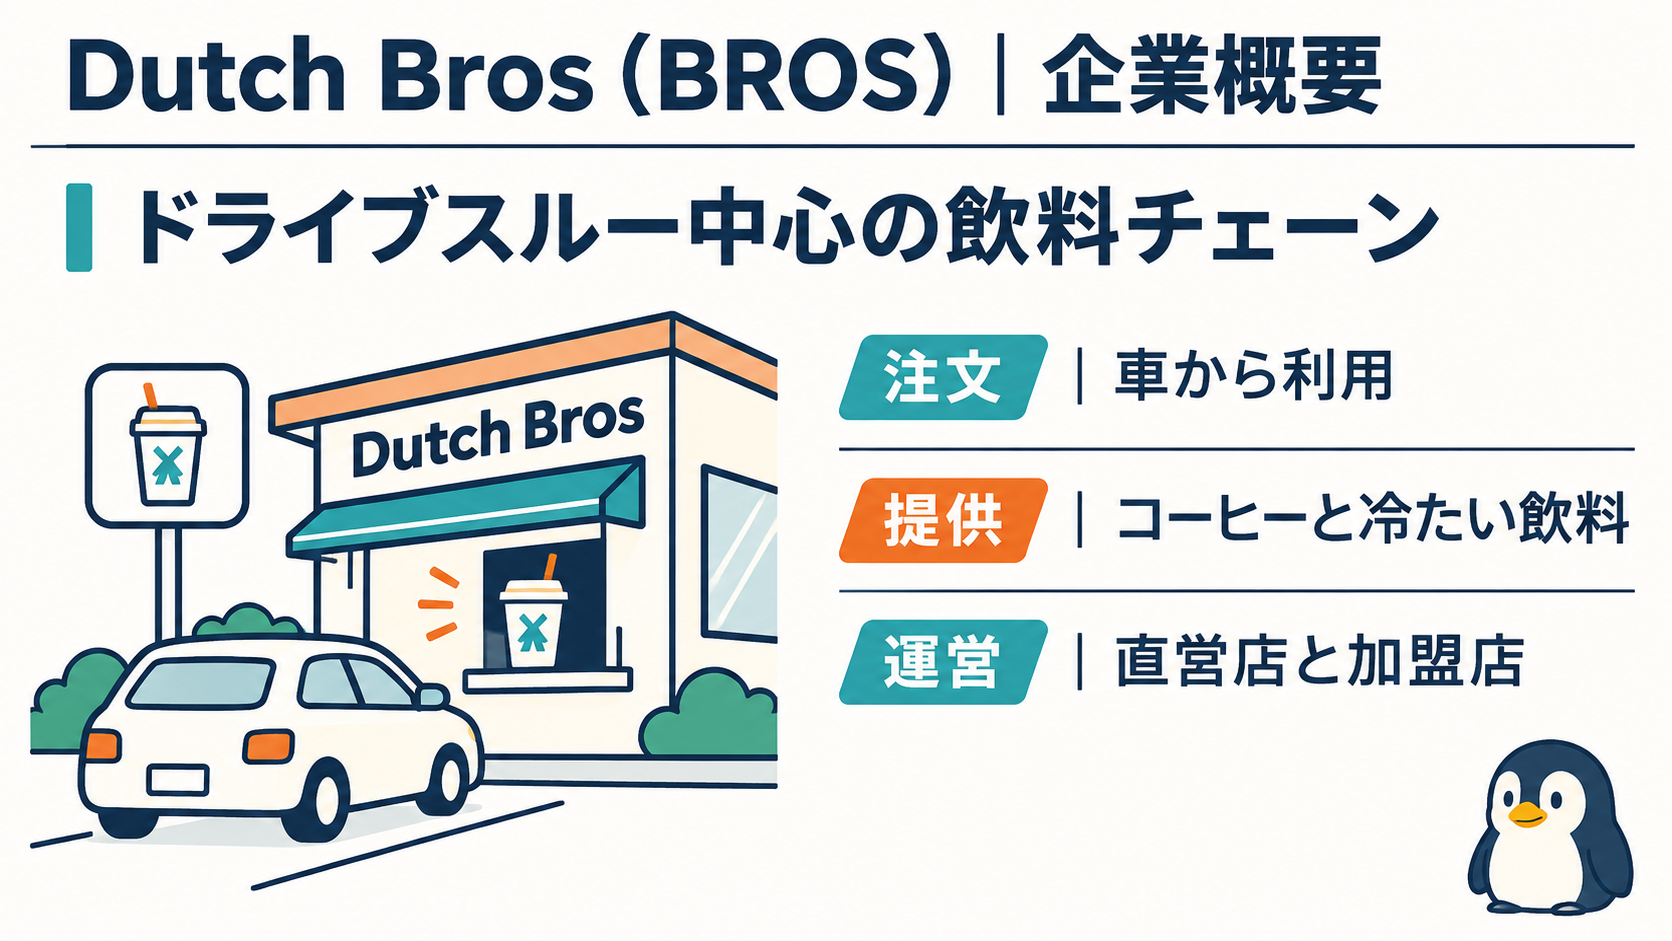 Dutch Bros（BROS）｜企業概要
ドライブスルー中心の飲料チェーン
Dutch Bros
注文｜車から利用
提供｜コーヒーと冷たい飲料
運営｜直営店と加盟店